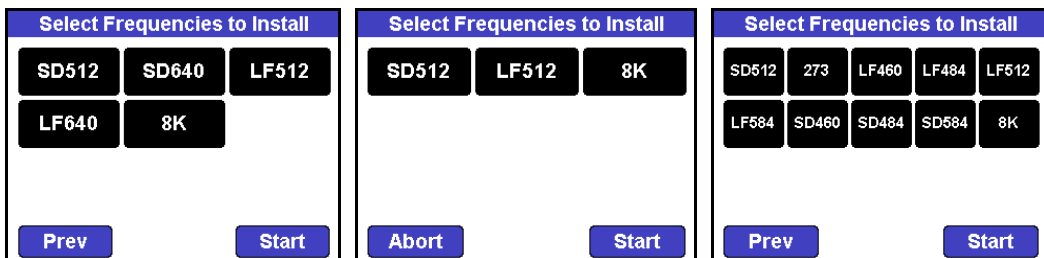 Select Frequencies to Install
SD512 SD640 LF512
LF640 8K
Prev Start
Select Frequencies to Install
SD512 LF512 8K
Abort Start
Select Frequencies to Install
SD512 273 LF460 LF484 LF512
LF584 SD460 SD484 SD584 8K
Prev Start